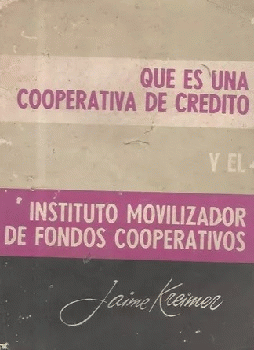 QUE ES UNA
COOPERATIVA DE CREDITO
Y EL
INSTITUTO MOVILIZADOR
DE FONDOS COOPERATIVOS
Jaime Kreimer